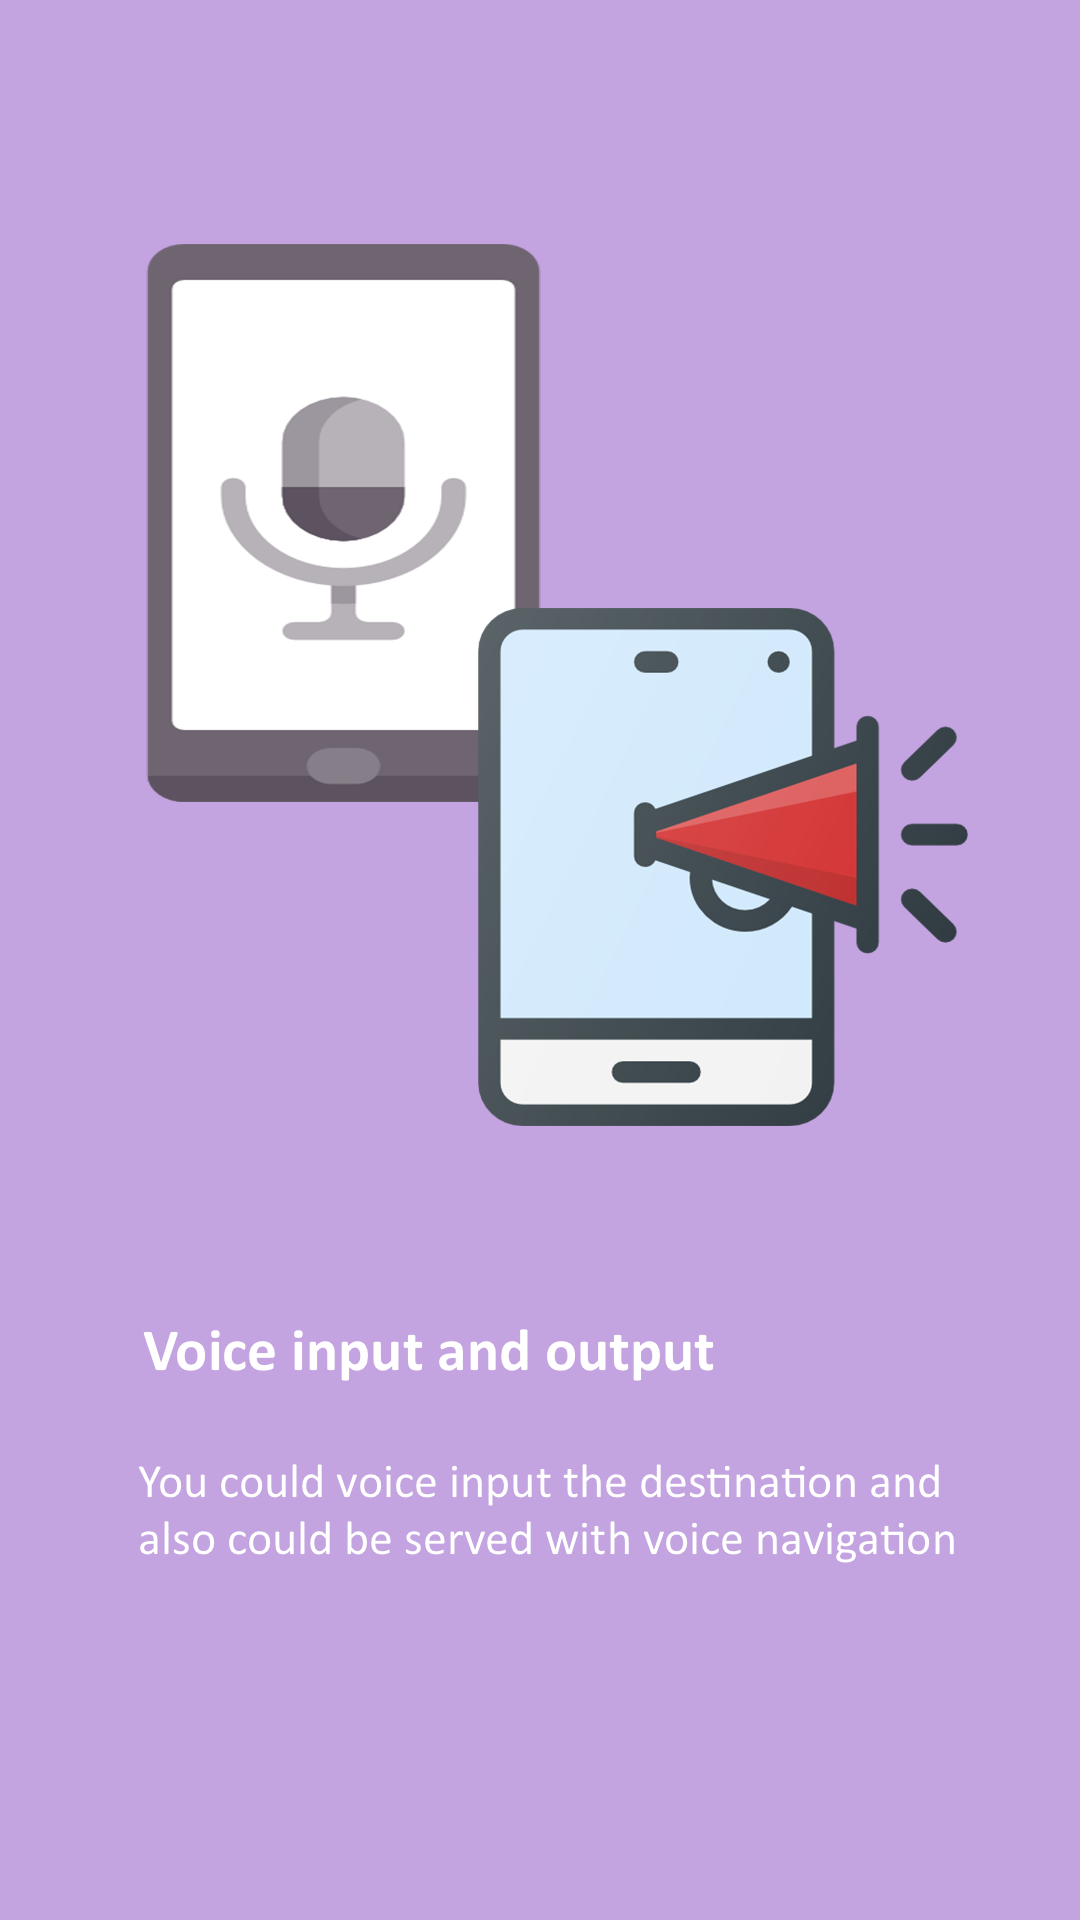 Voice input and output
You could voice input the destination and
also could be served with voice navigation